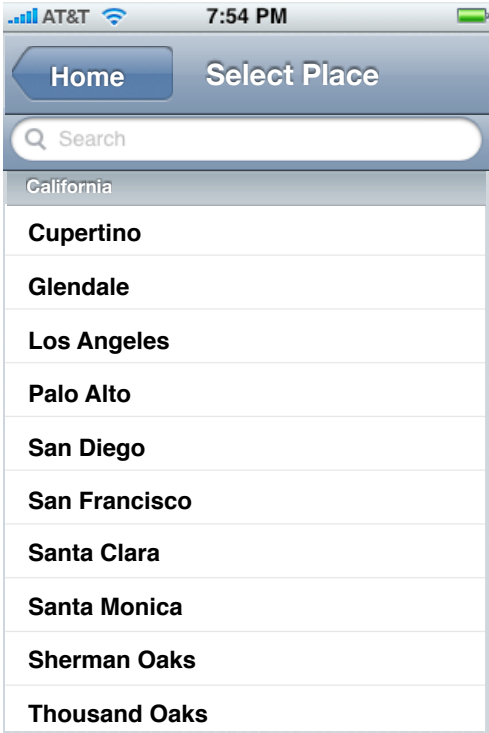 AT&T 7:54 PM
Home Select Place
Search
California
Cupertino
Glendale
Los Angeles
Palo Alto
San Diego
San Francisco
Santa Clara
Santa Monica
Sherman Oaks
Thousand Oaks